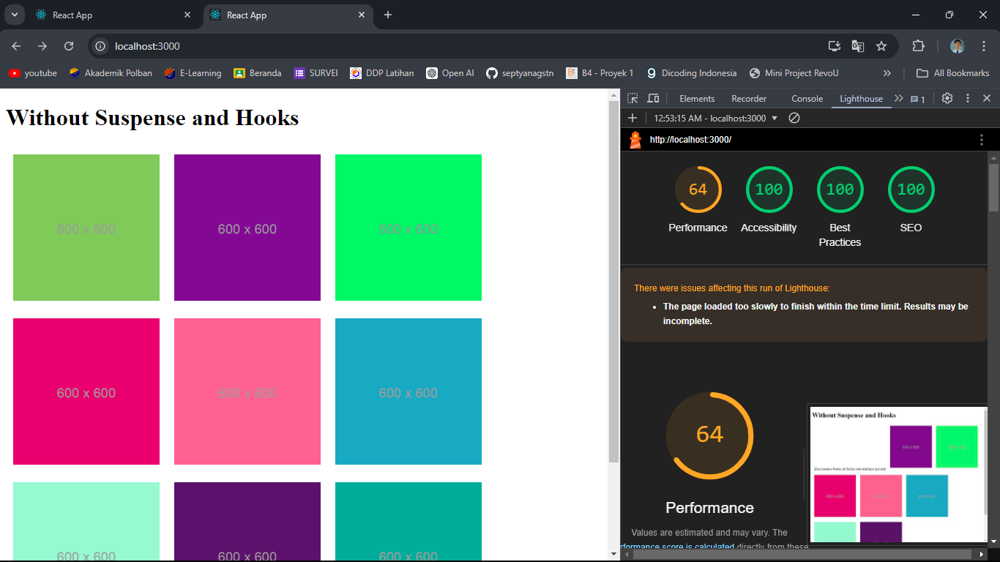 React App
React App
localhost:3000
youtube
Akademik Polban
E-Learning
Beranda
SURVEI
DDP Latihan
Open AI
septyanagstn
B4 - Proyek 1
Dicoding Indonesia
Mini Project RevoU
All Bookmarks
Without Suspense and Hooks
600 x 600 600 x 600 600 x 600
600 x 600 600 x 600 600 x 600
600 x 600 600 x 600 600 x 600
Elements Recorder Console Lighthouse 1
12:53:15 AM - localhost:3000
http://localhost:3000/
64 100 100 100
Performance Accessibility Best Practices SEO
There were issues affecting this run of Lighthouse:
• The page loaded too slowly to finish within the time limit. Results may be
incomplete.
64
Performance
Values are estimated and may vary. The
rformance score is calculated directly from these
Without Suspense and Hooks
600 x 600 600 x 600
600 x 600 600 x 600 600 x 600